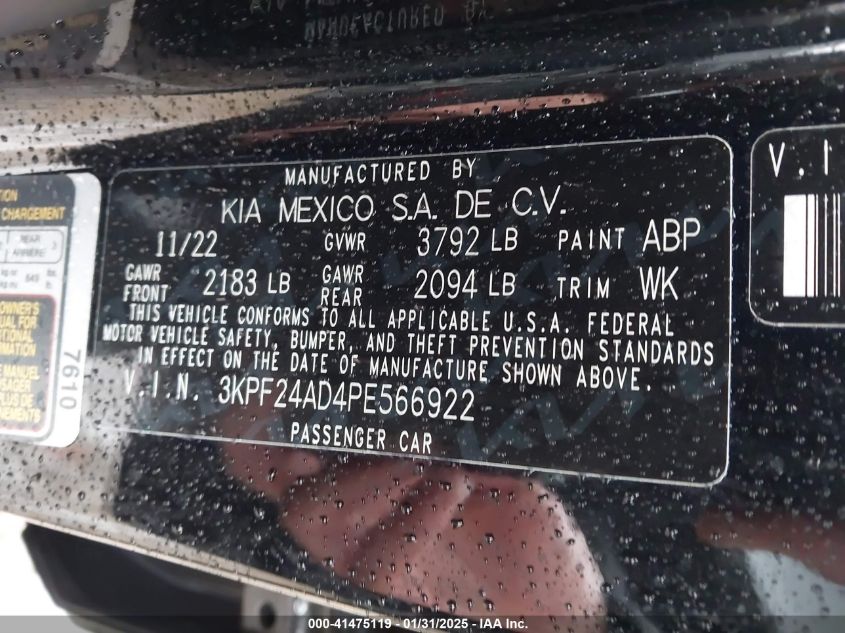 MANUFACTURED BY
KIA MEXICO S.A. DE C.V.
11/22 GVWR 3792 LB PAINT ABP
GAWR FRONT 2183 LB GAWR REAR 2094 LB TRIM WK
THIS VEHICLE CONFORMS TO ALL APPLICABLE U.S.A. FEDERAL
MOTOR VEHICLE SAFETY, BUMPER, AND THEFT PREVENTION STANDARDS
IN EFFECT ON THE DATE OF MANUFACTURE SHOWN ABOVE.
V.I.N. 3KPF24AD4PE566922
PASSENGER CAR
V.I
CHARGEMENT
REAR
7610
000-41475119 - 01/31/2025 - IAA Inc.